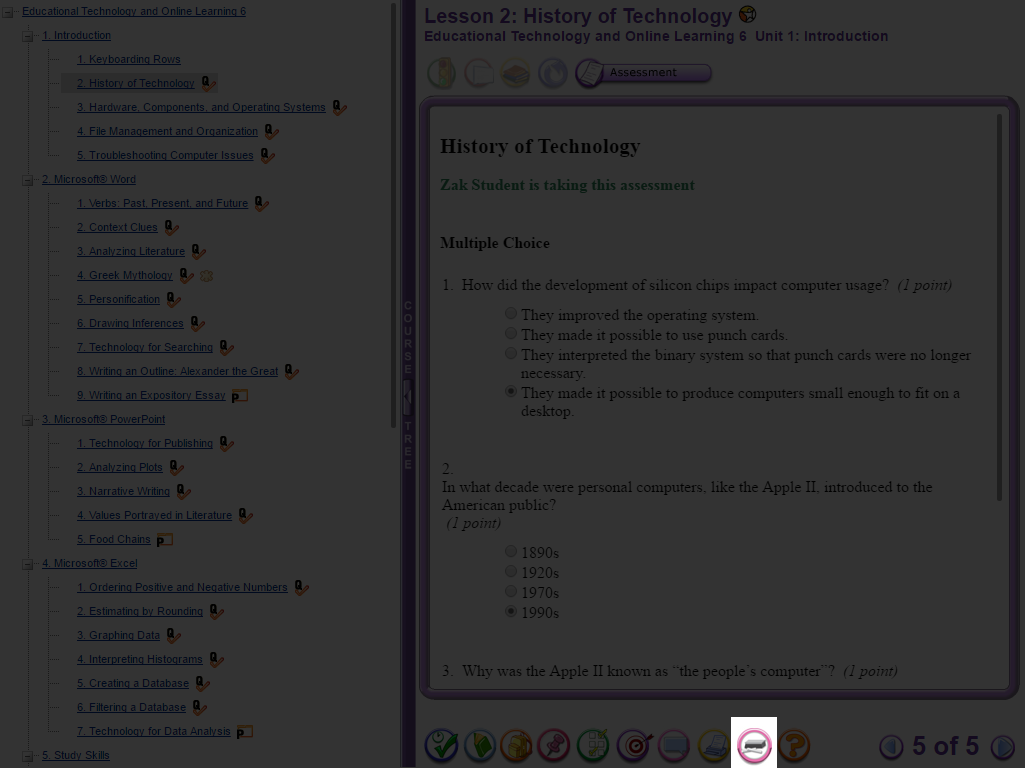 Educational Technology and Online Learning 6
1. Introduction
1. Keyboarding Rows
2. History of Technology
3. Hardware, Components, and Operating Systems
4. File Management and Organization
5. Troubleshooting Computer Issues
2. Microsoft® Word
1. Verbs: Past, Present, and Future
2. Context Clues
3. Analyzing Literature
4. Greek Mythology
5. Personification
6. Drawing Inferences
7. Technology for Searching
8. Writing an Outline: Alexander the Great
9. Writing an Expository Essay
3. Microsoft® PowerPoint
1. Technology for Publishing
2. Analyzing Plots
3. Narrative Writing
4. Values Portrayed in Literature
5. Food Chains
4. Microsoft® Excel
1. Ordering Positive and Negative Numbers
2. Estimating by Rounding
3. Graphing Data
4. Interpreting Histograms
5. Creating a Database
6. Filtering a Database
7. Technology for Data Analysis
5. Study Skills
COURSE TREE
Lesson 2: History of Technology
Educational Technology and Online Learning 6 Unit 1: Introduction
Assessment
History of Technology
Zak Student is taking this assessment
Multiple Choice
1. How did the development of silicon chips impact computer usage? (1 point)
They improved the operating system.
They made it possible to use punch cards.
They interpreted the binary system so that punch cards were no longer
necessary.
They made it possible to produce computers small enough to fit on a
desktop.
2.
In what decade were personal computers, like the Apple II, introduced to the
American public?
(1 point)
1890s
1920s
1970s
1990s
3. Why was the Apple II known as “the people’s computer”? (1 point)
5 of 5